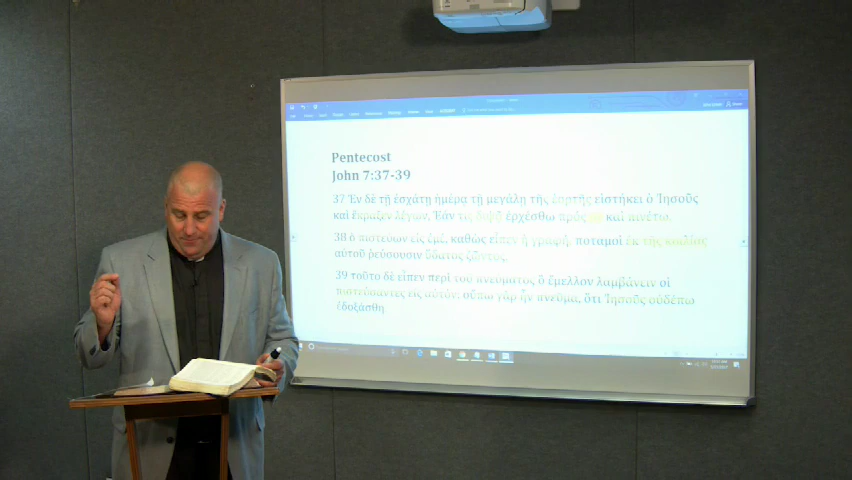 Pentecost
John 7:37-39
37 Ἐν δὲ τῇ ἐσχάτῃ ἡμέρᾳ τῇ μεγάλῃ τῆς ἑορτῆς εἱστήκει ὁ Ἰησοῦς
καὶ ἔκραξεν λέγων, Ἐάν τις διψᾷ ἐρχέσθω πρός καὶ πινέτω.
38 ὁ πιστεύων εἰς ἐμέ, καθὼς εἶπεν ἡ γραφή, ποταμοὶ ἐκ τῆς κοιλίας
αὐτοῦ ῥεύσουσιν ὕδατος ζῶντος.
39 τοῦτο δὲ εἶπεν περὶ τοῦ πνεύματος ὃ ἔμελλον λαμβάνειν οἱ
πιστεύσαντες εἰς αὐτόν· οὔπω γὰρ ἦν πνεῦμα, ὅτι Ἰησοῦς οὐδέπω
ἐδοξάσθη